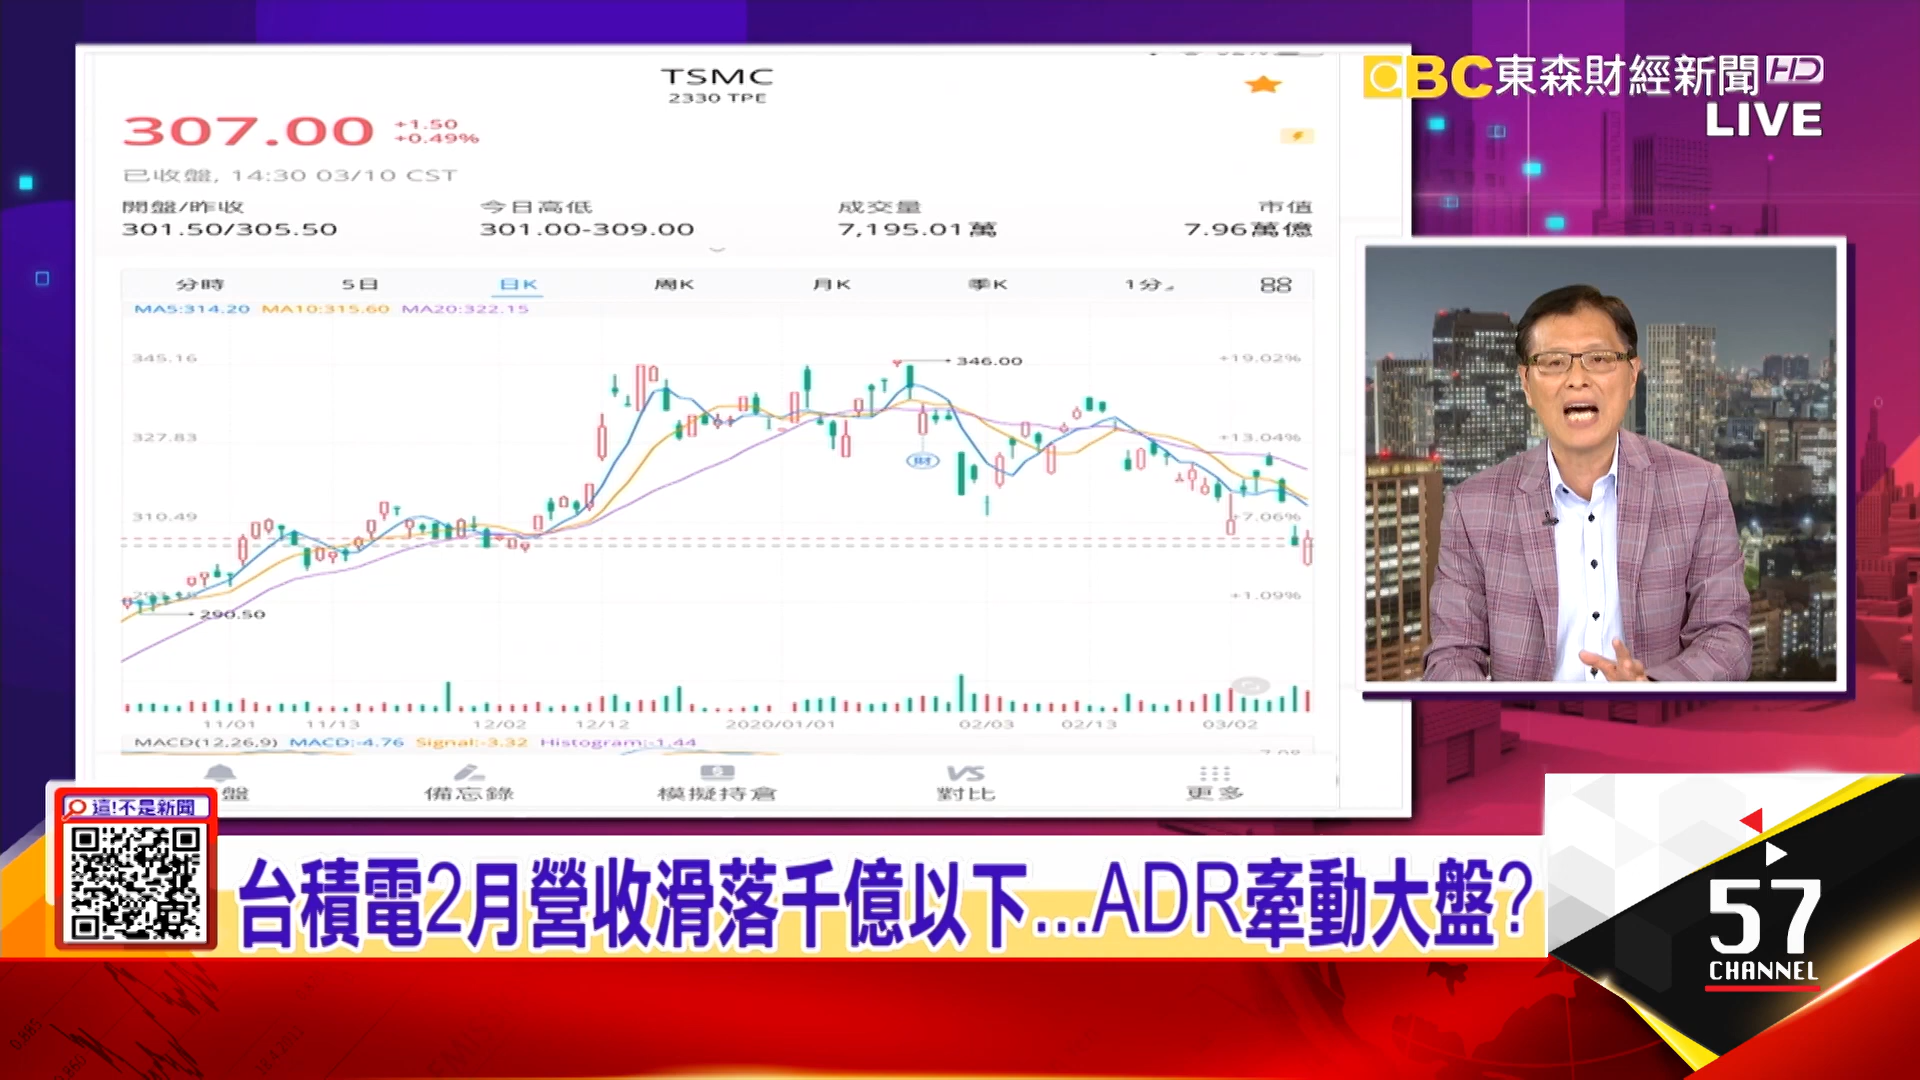 TSMC
2330 TPE
307.00
+1.50
+0.49%
已收盤, 14:30 03/10 CST
開盤/昨收
301.50/305.50
今日高低
301.00-309.00
成交量
7,195.01萬
市值
7.96萬億
分時
5日
日K
周K
月K
季K
1分
MA5:314.20 MA10:315.60 MA20:322.15
345.16
346.00
+19.02%
327.83
+13.04%
財
310.49
+7.06%
+1.09%
290.50
11/01
11/13
12/02
12/12
2020/01/01
02/03
02/13
03/02
MACD(12,26,9) MACD:-4.76 Signal:-3.32 Histogram:-1.44
盤
備忘錄
模擬持倉
VS
對比
更多
EBC東森財經新聞HD
LIVE
這!不是新聞
台積電2月營收滑落千億以下...ADR牽動大盤?
57
CHANNEL